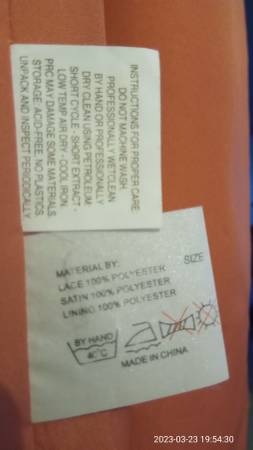 INSTRUCTIONS FOR PROPER CARE
DO NOT MACHINE WASH
PROFESSIONALLY WETCLEAN
BY HAND OR PROFESSIONALLY
DRY CLEAN USING PETROLEUM
SHORT CYCLE - SHORT EXTRACT -
LOW TEMP AIR DRY - COOL IRON
PRC MAY DAMAGE SOME MATERIALS
STORAGE: ACID-FREE, NO PLASTICS
UNPACK AND INSPECT PERIODICALLY
MATERIAL BY: SIZE
LACE 100% POLYESTER
SATIN 100% POLYESTER
LINING 100% POLYESTER
BY HAND
40°C
MADE IN CHINA
2023-03-23 19:54:30